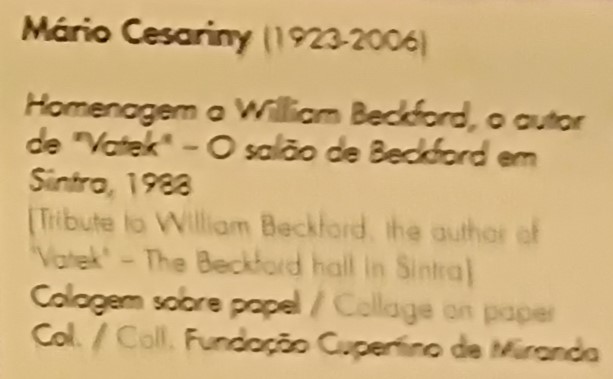 Mário Cesariny (1923-2006)
Homenagem a William Beckford, o autor
de "Vatek" – O salão de Beckford em
Sintra, 1988
[Tribute to William Beckford, the author of
"Vatek" – The Beckford hall in Sintra]
Colagem sobre papel / Collage on paper
Col. / Coll. Fundação Cupertino de Miranda